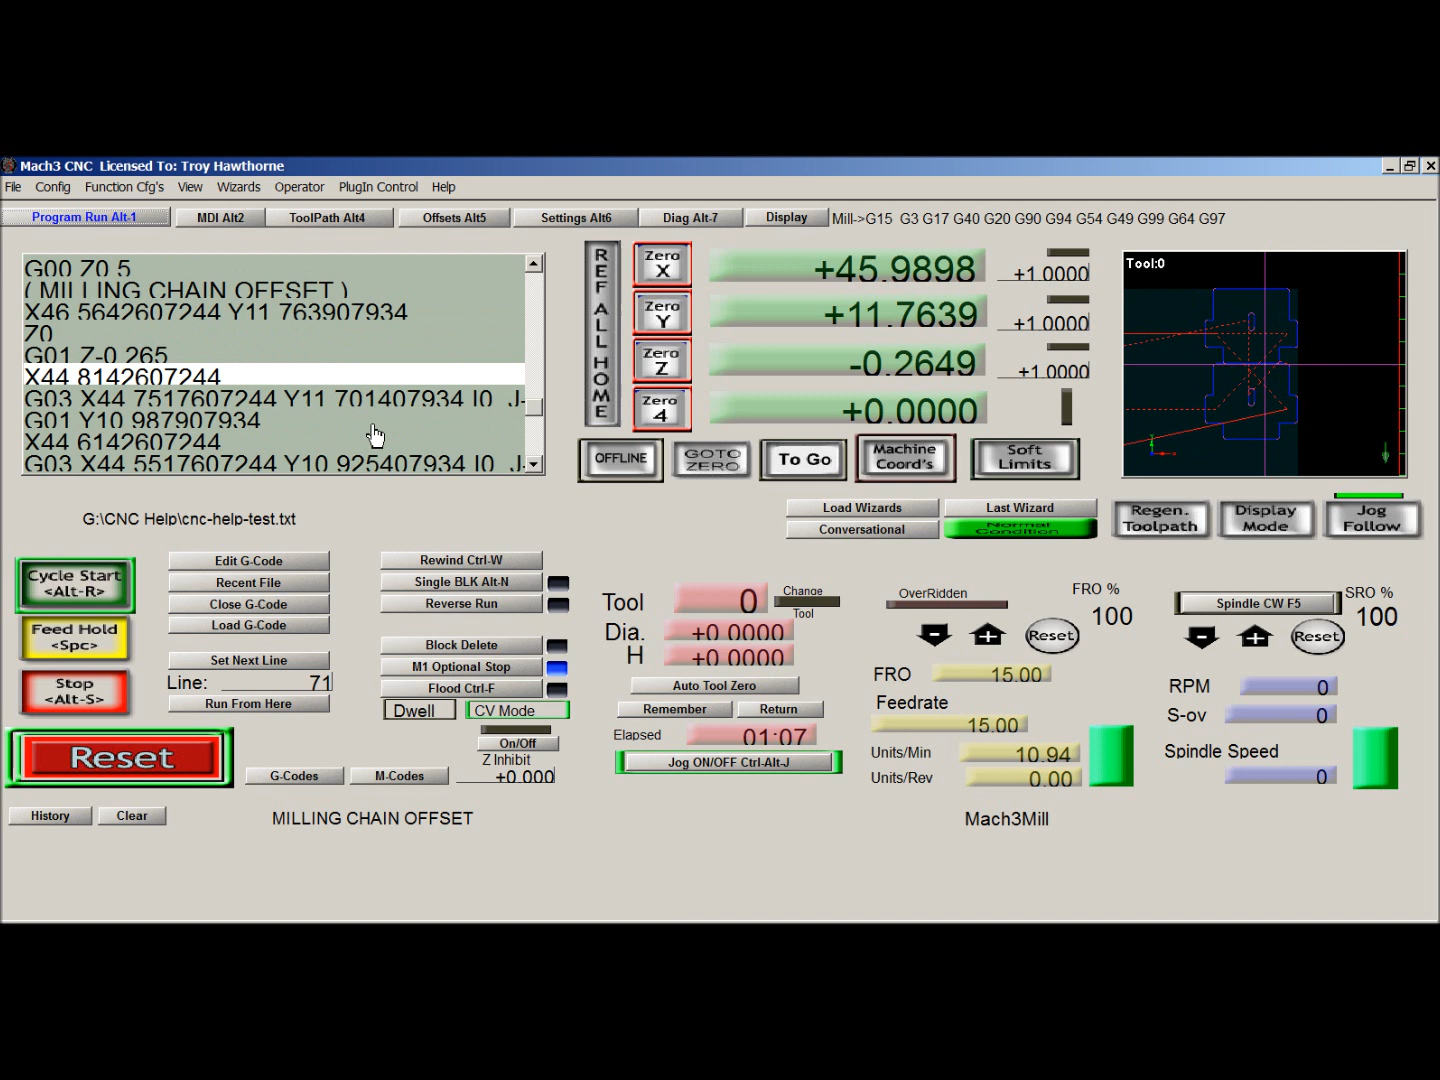 Mach3 CNC Licensed To: Troy Hawthorne
File Config Function Cfg's View Wizards Operator PlugIn Control Help
Program Run Alt-1 MDI Alt2 ToolPath Alt4 Offsets Alt5 Settings Alt6 Diag Alt-7 Display Mill->G15 G3 G17 G40 G20 G90 G94 G54 G49 G99 G64 G97
G00 Z0.5
( MILLING CHAIN OFFSET )
X46.5642607244 Y11.763907934
Z0
G01 Z-0.265
X44.8142607244
G03 X44.7517607244 Y11.701407934 I0. J-
G01 Y10.987907934
X44.6142607244
G03 X44.5517607244 Y10.925407934 I0. J-
REF ALL HOME
Zero X +45.9898 +1.0000
Zero Y +11.7639 +1.0000
Zero Z -0.2649 +1.0000
Zero 4 +0.0000
Tool:0
OFFLINE GOTO ZERO To Go Machine Coord's Soft Limits
G:\CNC Help\cnc-help-test.txt
Load Wizards Last Wizard
Conversational Normal Condition
Regen. Toolpath Display Mode Jog Follow
Cycle Start <Alt-R>
Feed Hold <Spc>
Stop <Alt-S>
Reset
Edit G-Code
Recent File
Close G-Code
Load G-Code
Set Next Line
Line: 71
Run From Here
Rewind Ctrl-W
Single BLK Alt-N
Reverse Run
Block Delete
M1 Optional Stop
Flood Ctrl-F
Dwell CV Mode
On/Off
Z Inhibit
+0.000
G-Codes M-Codes
Tool 0 Change Tool
Dia. +0.0000
H +0.0000
Auto Tool Zero
Remember Return
Elapsed 01:07
Jog ON/OFF Ctrl-Alt-J
OverRidden FRO % 100
Reset
FRO 15.00
Feedrate
15.00
Units/Min 10.94
Units/Rev 0.00
Spindle CW F5 SRO % 100
Reset
RPM 0
S-ov 0
Spindle Speed
0
History Clear MILLING CHAIN OFFSET Mach3Mill